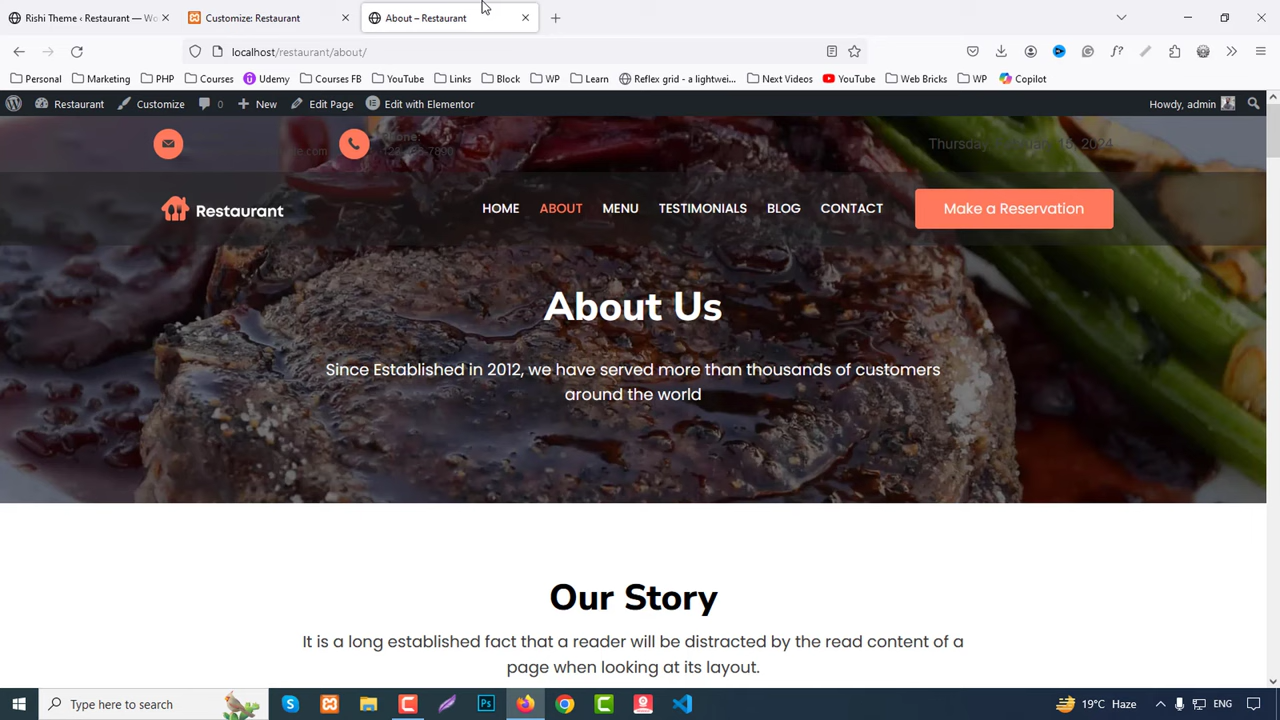 Rishi Theme ‹ Restaurant — Wo
Customize: Restaurant
About – Restaurant
localhost/restaurant/about/
Personal Marketing PHP Courses Udemy Courses FB YouTube Links Block WP Learn Reflex grid - a lightwei... Next Videos YouTube Web Bricks WP Copilot
Restaurant Customize 0 New Edit Page Edit with Elementor Howdy, admin
Restaurant
HOME ABOUT MENU TESTIMONIALS BLOG CONTACT Make a Reservation
About Us
Since Established in 2012, we have served more than thousands of customers
around the world
Our Story
It is a long established fact that a reader will be distracted by the read content of a
page when looking at its layout.
Type here to search
19°C Haze ENG